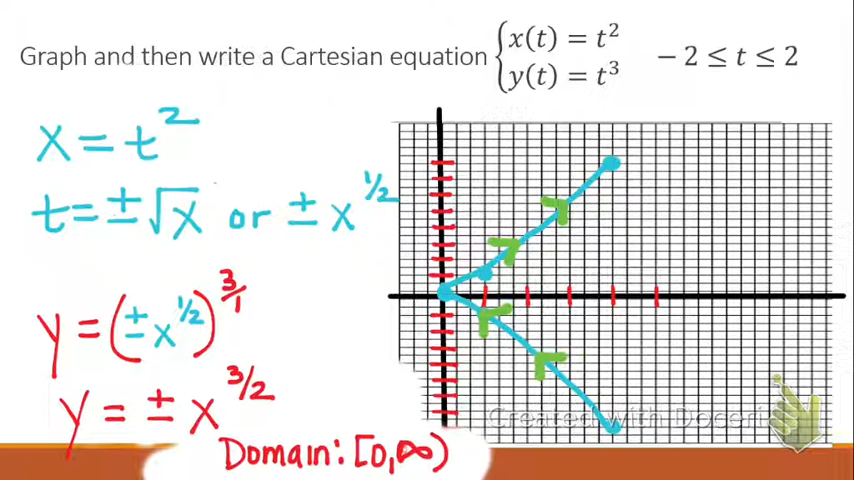 Graph and then write a Cartesian equation {x(t) = t² y(t) = t³ −2 ≤ t ≤ 2
x = t²
t = ±√x or ± x^1/2
y = (± x^1/2)^3/1
y = ± x^3/2
Domain: [0,∞)
Created with Doceri